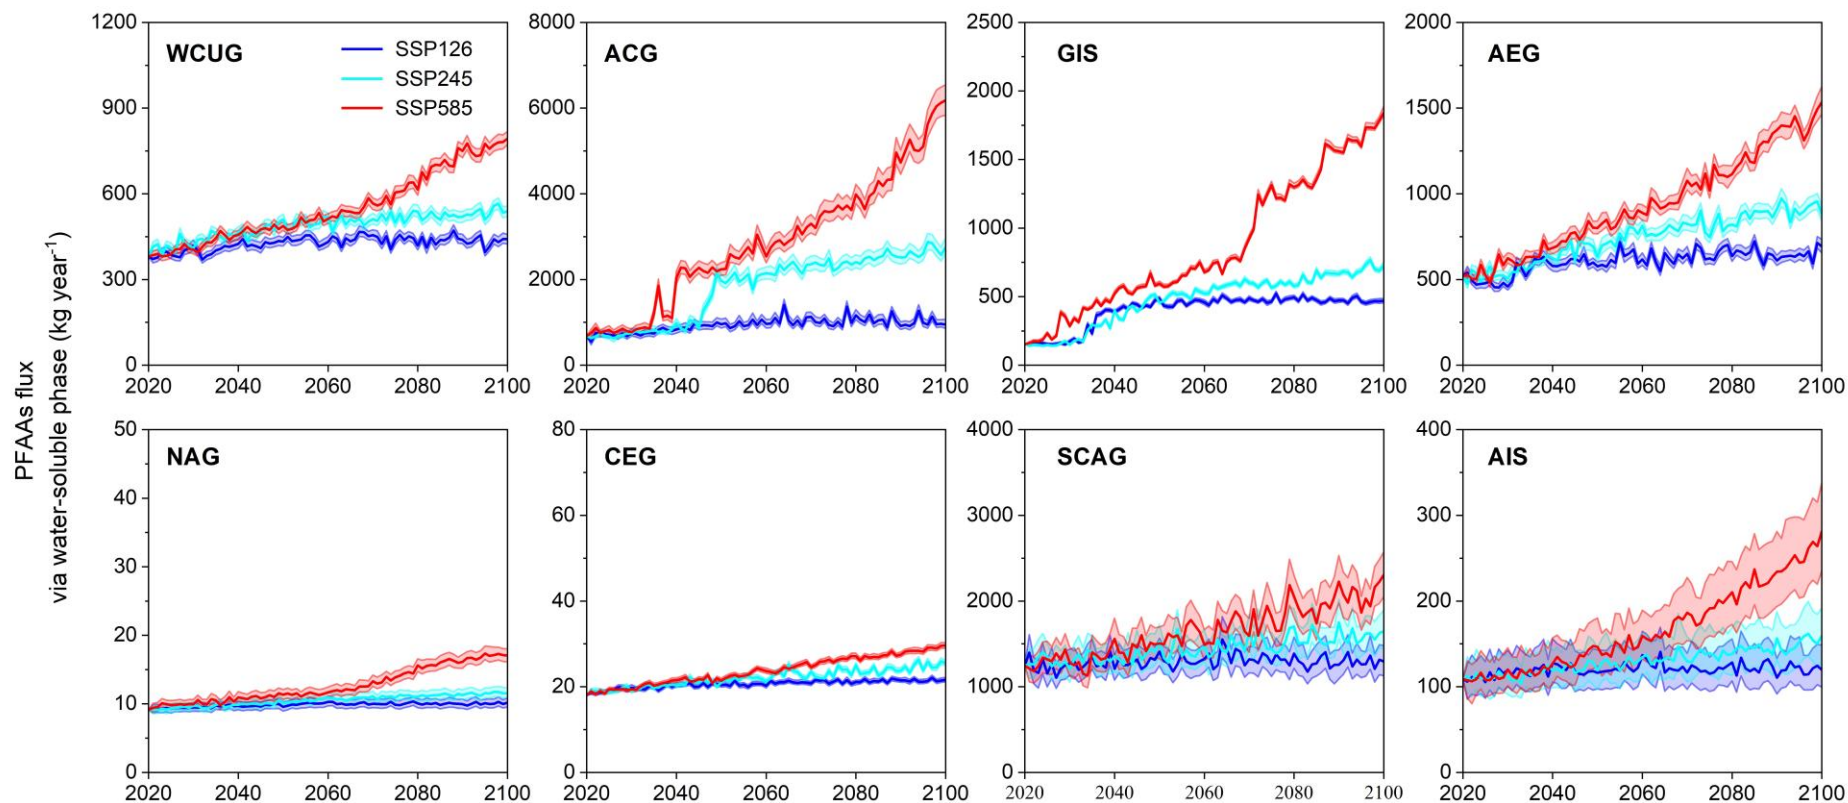 PFAAs flux
via water-soluble phase (kg year⁻¹)
WCUG
SSP126
SSP245
SSP585
1200
900
600
300
0
2020 2040 2060 2080 2100
ACG
8000
6000
4000
2000
0
2020 2040 2060 2080 2100
GIS
2500
2000
1500
1000
500
0
2020 2040 2060 2080 2100
AEG
2000
1500
1000
500
0
2020 2040 2060 2080 2100
NAG
50
40
30
20
10
0
2020 2040 2060 2080 2100
CEG
80
60
40
20
0
2020 2040 2060 2080 2100
SCAG
4000
3000
2000
1000
0
2020 2040 2060 2080 2100
AIS
400
300
200
100
0
2020 2040 2060 2080 2100